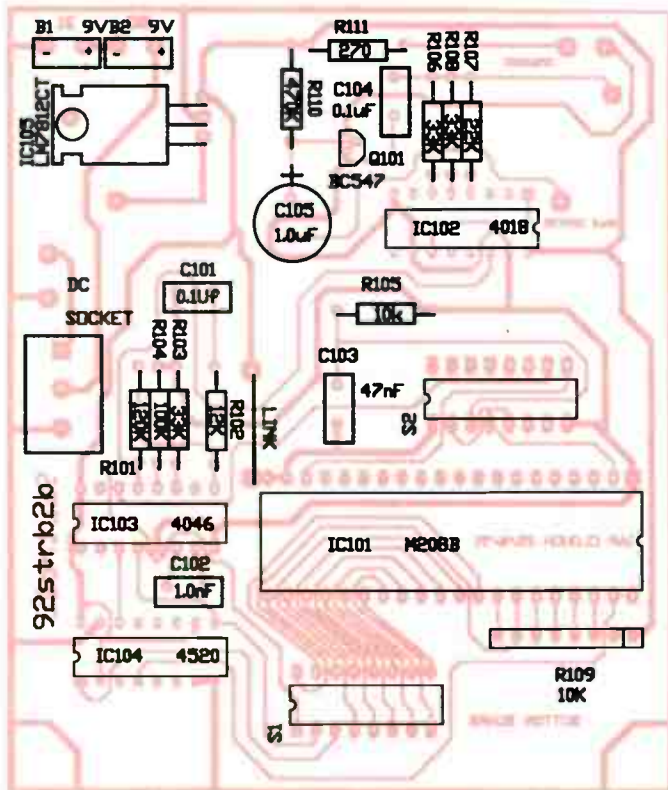 B1 9V B2 9V
- + - +
IC105
LM7812CT
R111
270
R110
470K
C104
0.1uF
R106
R108
R107
Q101
BC547
+
C105
1.0uF
IC102 4018
DC
SOCKET
C101
0.1Uf
R105
10k
C103
47nF
R104
R103
120K
100K
33K
12K
R102
LINK
R101
S2
92strb2b
IC103 4046
IC101 M208B
C102
1.0nF
IC104 4520
R109
10K
S1